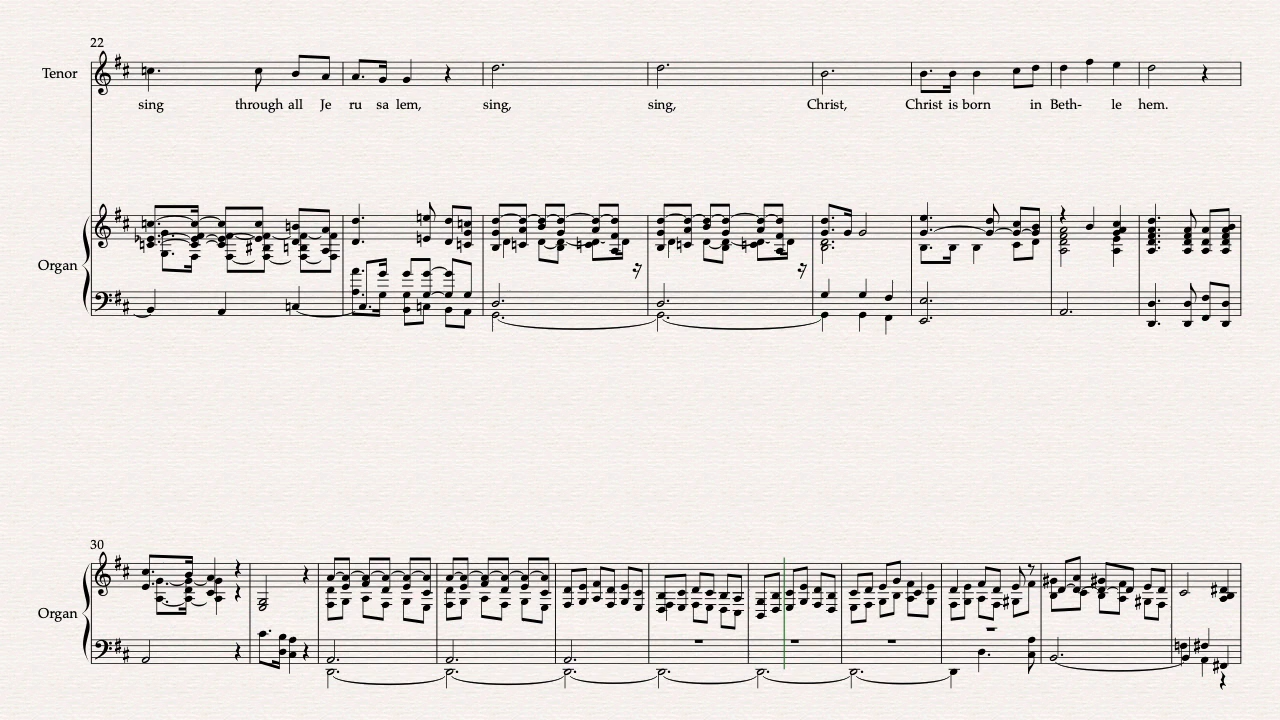 22
Tenor
sing through all Je ru sa lem, sing, sing, Christ, Christ is born in Beth- le hem.
Organ
30
Organ